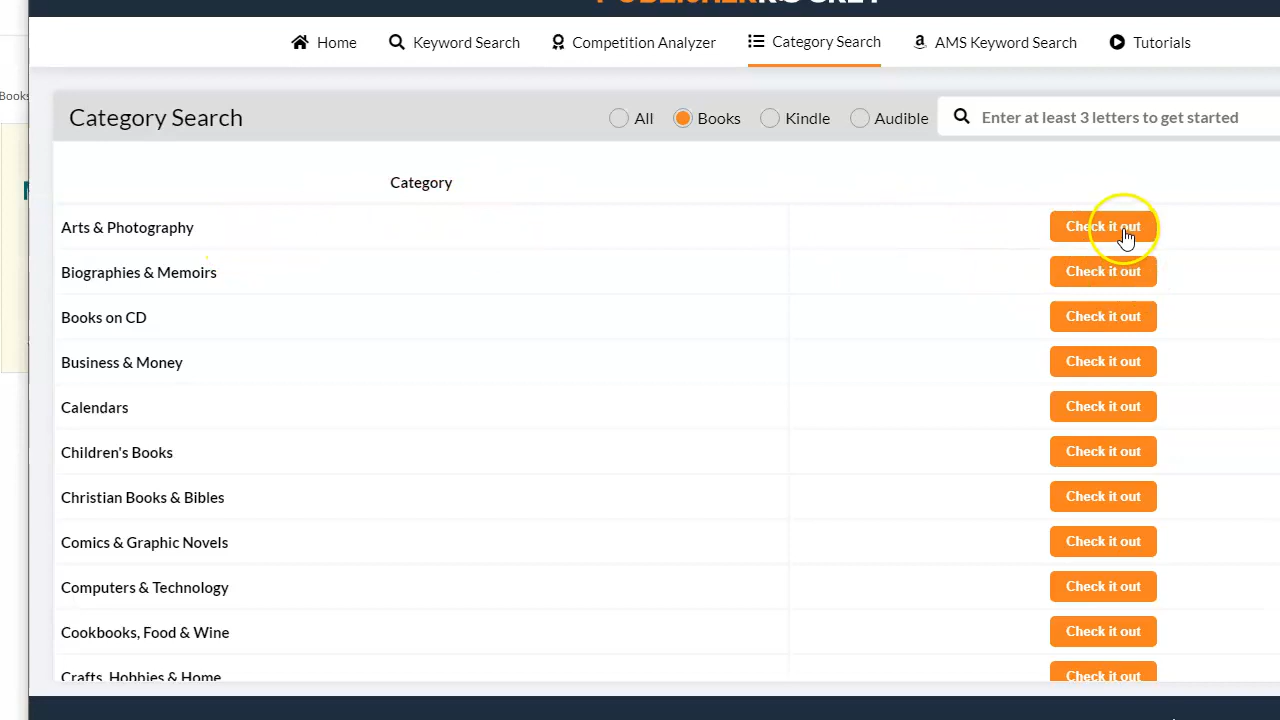 PUBLISHER ROCKET
Home Keyword Search Competition Analyzer Category Search AMS Keyword Search Tutorials
Books
Category Search All Books Kindle Audible Enter at least 3 letters to get started
Category
Arts & Photography Check it out
Biographies & Memoirs Check it out
Books on CD Check it out
Business & Money Check it out
Calendars Check it out
Children's Books Check it out
Christian Books & Bibles Check it out
Comics & Graphic Novels Check it out
Computers & Technology Check it out
Cookbooks, Food & Wine Check it out
Crafts, Hobbies & Home Check it out